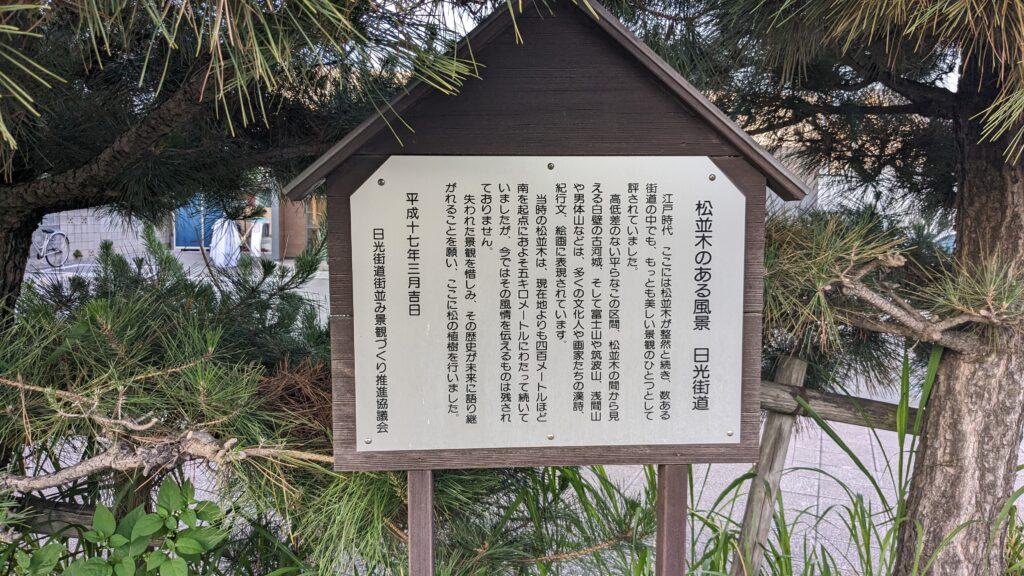 松並木のある風景　日光街道
江戸時代、ここには松並木が整然と続き、数ある
街道の中でも、もっとも美しい景観のひとつとして
評されていました。
高低差のない平らなこの区間、松並木の間から見
える白壁の古河城、そして富士山や筑波山、浅間山
や男体山などは、多くの文化人や画家たちの漢詩、
紀行文、絵画に表現されています。
当時の松並木は、現在地よりも四百メートルほど
南を起点におよそ五キロメートルにわたって続いて
いましたが、今ではその風情を伝えるものは残され
ておりません。
失われた景観を惜しみ、その歴史が未来に語り継
がれることを願い、ここに松の植樹を行いました。
平成十七年三月吉日
日光街道街並み景観づくり推進協議会